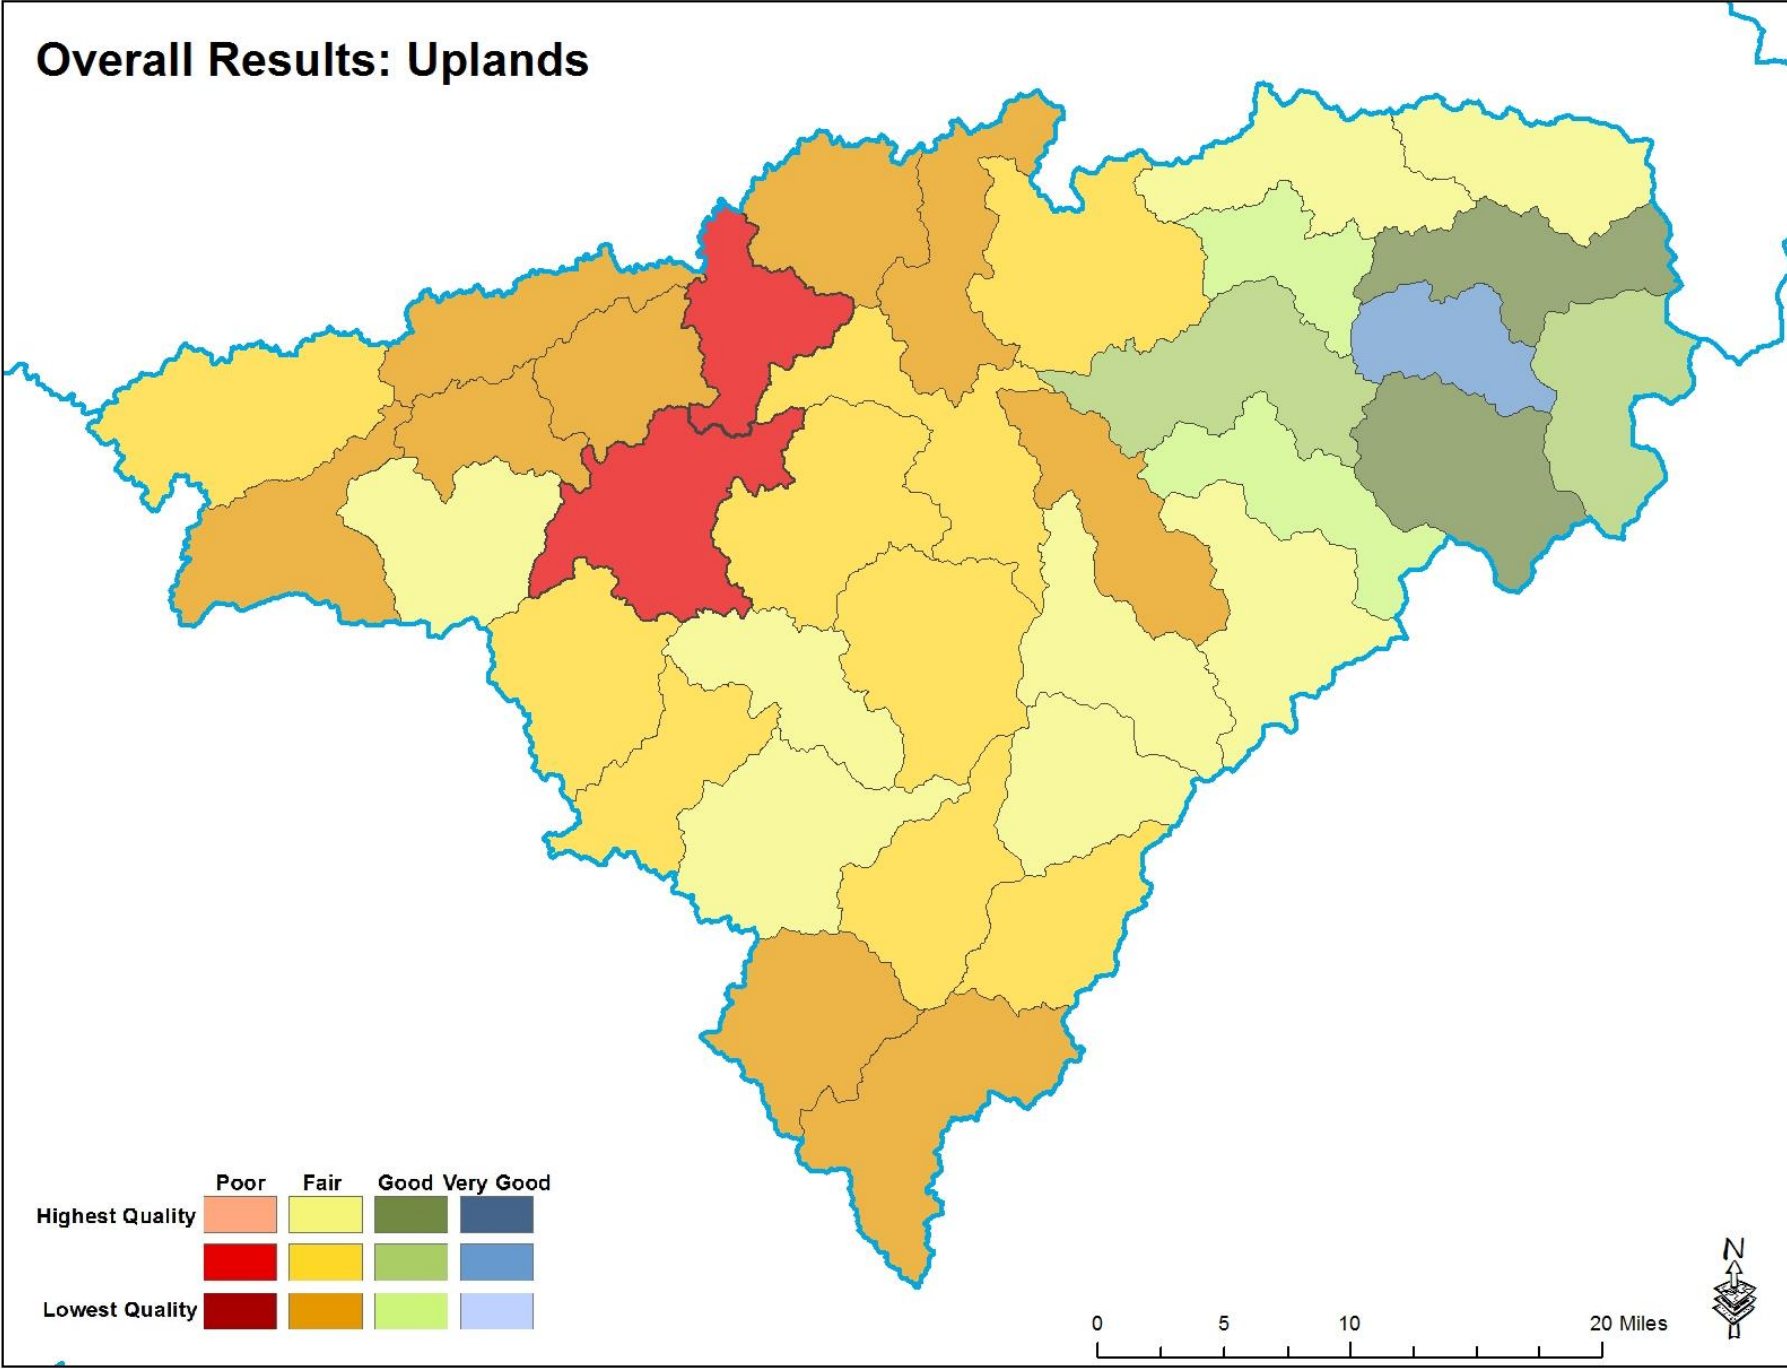 Overall Results: Uplands
Poor Fair Good Very Good
Highest Quality
Lowest Quality
N
0 5 10 20 Miles